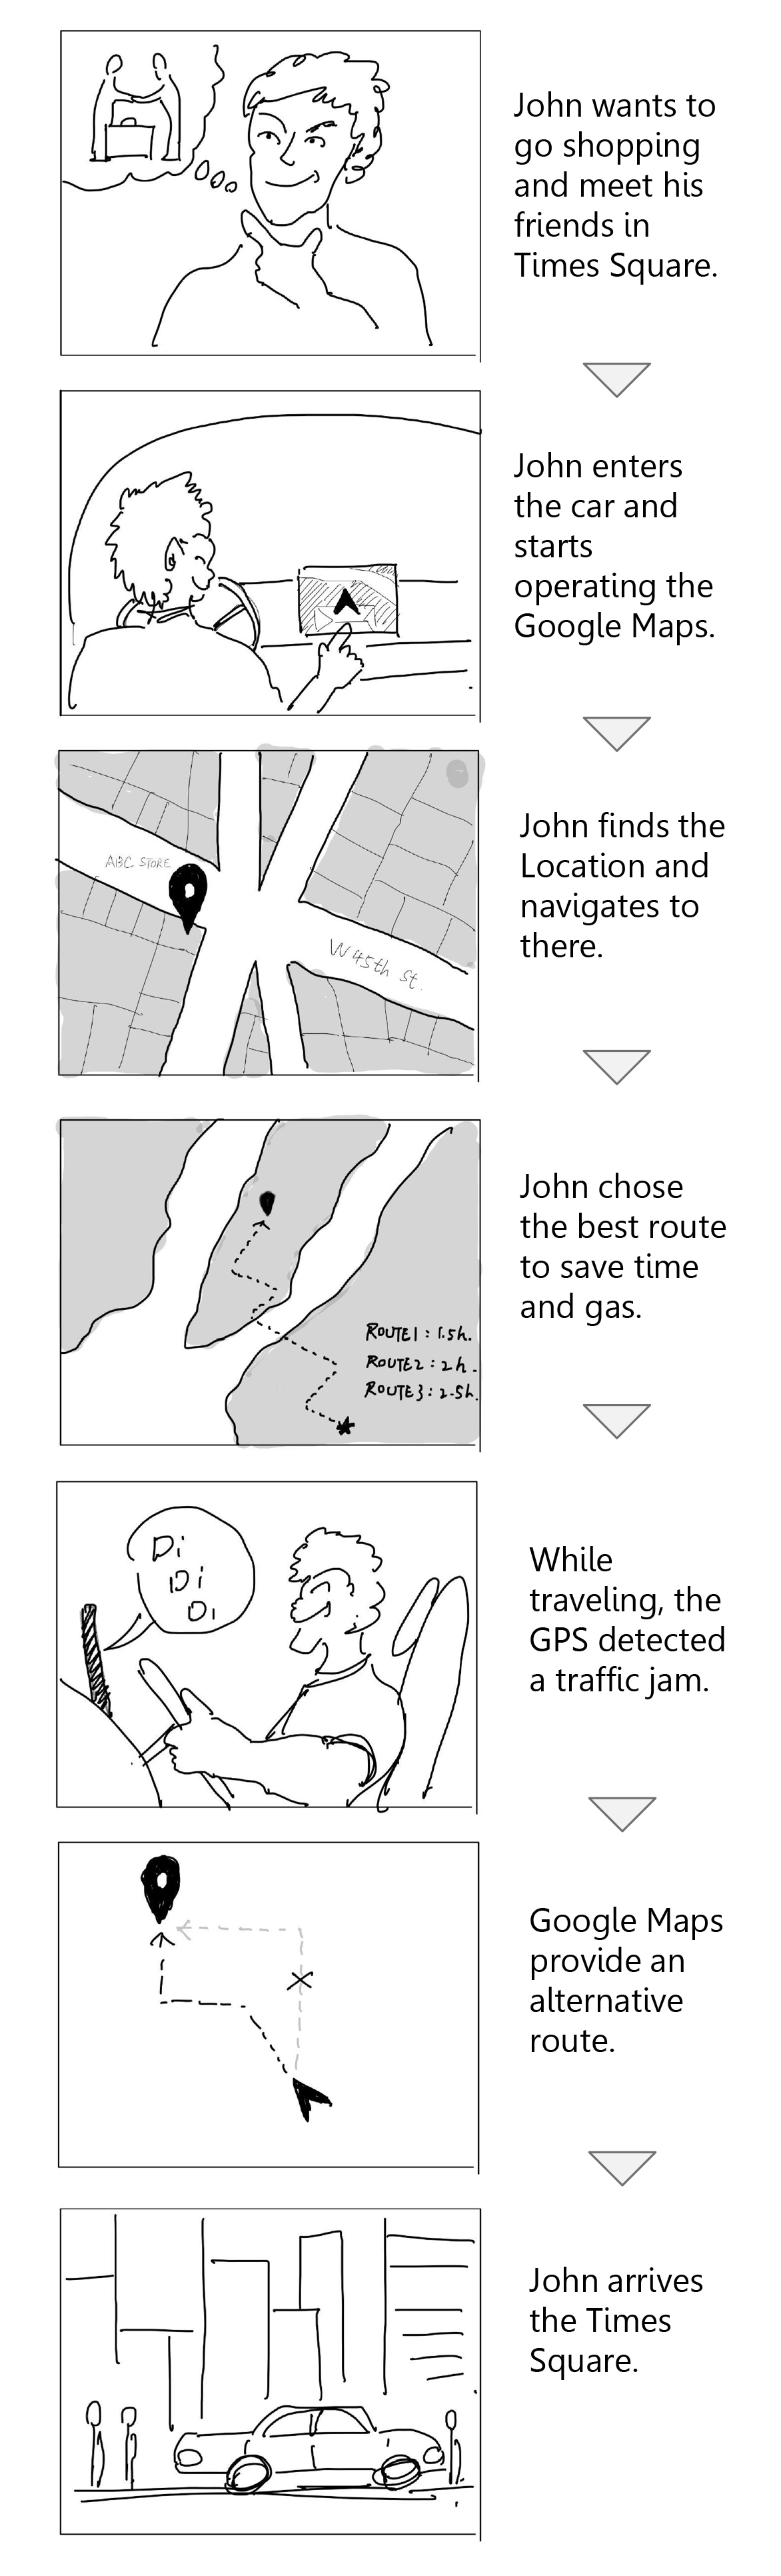 John wants to
go shopping
and meet his
friends in
Times Square.
John enters
the car and
starts
operating the
Google Maps.
ABC STORE
W 45th St.
John finds the
Location and
navigates to
there.
ROUTE1 : 1.5h.
ROUTE2 : 2h.
ROUTE3 : 2.5h.
John chose
the best route
to save time
and gas.
Di
Di
Di
While
traveling, the
GPS detected
a traffic jam.
Google Maps
provide an
alternative
route.
John arrives
the Times
Square.